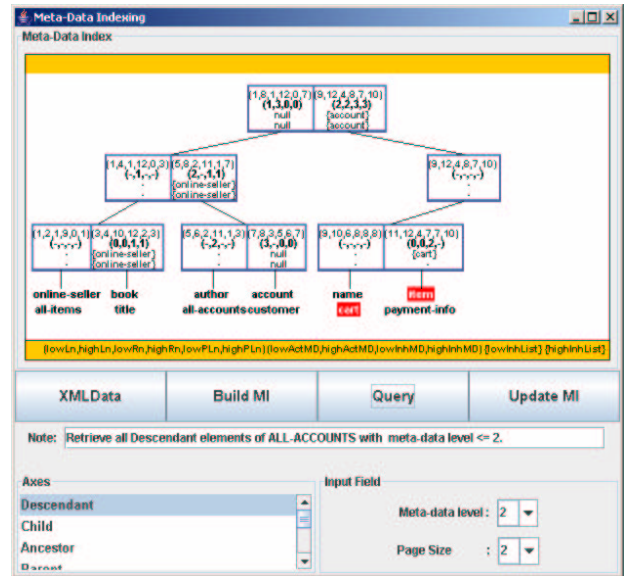 Meta-Data Indexing
Meta-Data Index
(1,8,1,12,0,7) (9,12,4,8,7,10)
(1,3,0,0) (2,2,3,3)
null {account}
null {account}
(1,4,1,12,0,3) (5,8,2,11,1,7) (9,12,4,8,7,10)
(-,1,-,-) (2,-,1,1) (-,-,-,-)
{online-seller}
{online-seller}
(1,2,1,9,0,1) (3,4,10,12,2,3) (5,6,2,11,1,3) (7,8,3,5,6,7) (9,10,6,8,8,8) (11,12,4,7,7,10)
(-,-,-,-) (0,0,1,1) (-,2,-,-) (3,-,0,0) (-,-,-,-) (0,0,2,-)
{online-seller} null {cart}
{online-seller} null
online-seller book author account name item
all-items title all-accounts customer cart payment-info
(lowLn,highLn,lowRn,highRn,lowPLn,highPLn)(lowActMD,highActMD,lowInhMD,highInhMD) {lowInhList} {highInhList}
XMLData Build MI Query Update MI
Note: Retrieve all Descendant elements of ALL-ACCOUNTS with meta-data level <= 2.
Axes Input Field
Descendant
Child
Ancestor
Parent
Meta-data level : 2
Page Size : 2